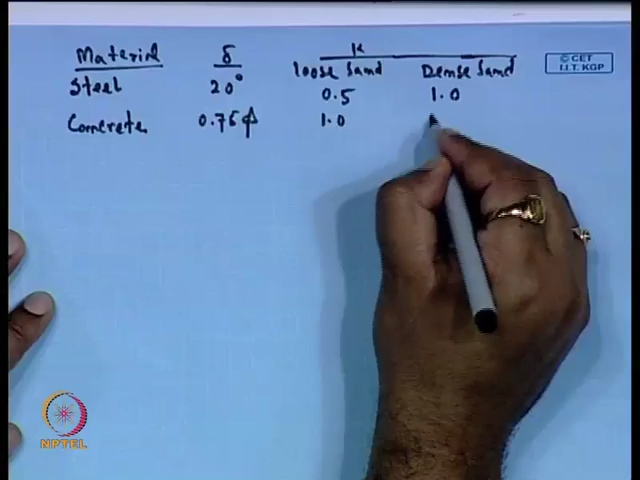 Material δ K
Loose Sand Dense Sand
Steel 20° 0.5 1.0
Concrete 0.75ϕ 1.0
© CET
I.I.T. KGP
NPTEL